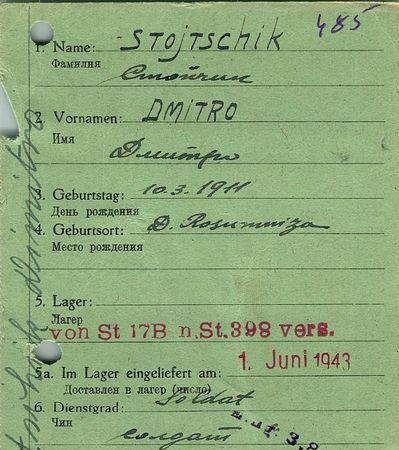 485
1. Name: STOJTSCHIK
Фамилия
Стойчик
2. Vornamen: DMITRO
Имя
Дмитро
3. Geburtstag: 10.3.1911
День рождения
4. Geburtsort: D. Rosumniza
Место рождения
5. Lager:
Лагер
von St 17B n.St.398 vers.
1. Juni 1943
5a. Im Lager eingeliefert am:
Доставлен в лагер (число)
6. Dienstgrad: Soldat
Чин
солдат